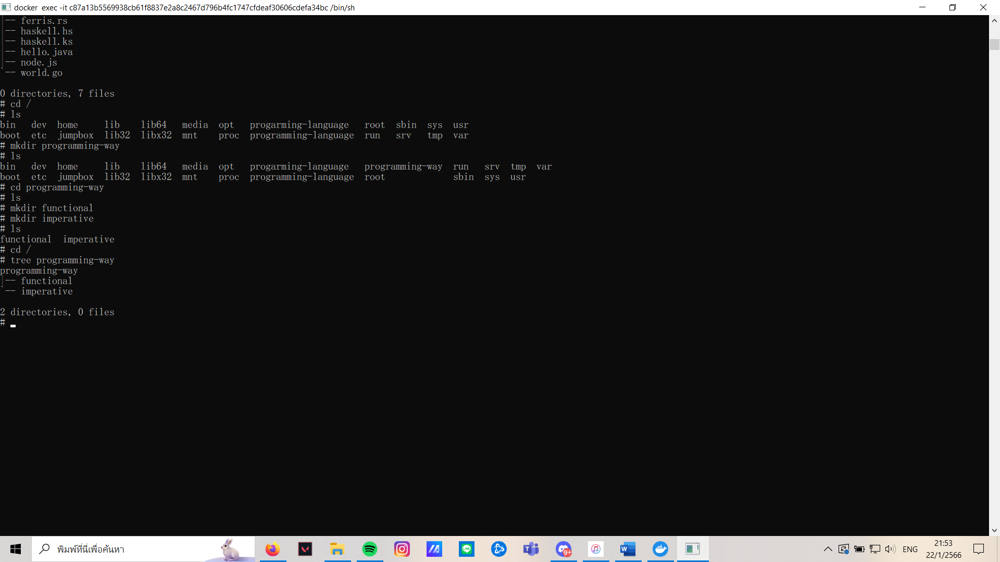 docker  exec -it c87a13b5569938cb61f8837e2a8c2467d796b4fc1747cfdeaf30606cdefa34bc /bin/sh
|-- ferris.rs
|-- haskell.hs
|-- haskell.ks
|-- hello.java
|-- node.js
`-- world.go
0 directories, 7 files
# cd /
# ls
bin   dev  home     lib    lib64   media  opt   progarming-language   root  sbin  sys  usr
boot  etc  jumpbox  lib32  libx32  mnt    proc  programming-language  run   srv   tmp  var
# mkdir programming-way
# ls
bin   dev  home     lib    lib64   media  opt   progarming-language   programming-way  run   srv  tmp  var
boot  etc  jumpbox  lib32  libx32  mnt    proc  programming-language  root             sbin  sys  usr
# cd programming-way
# ls
# mkdir functional
# mkdir imperative
# ls
functional  imperative
# cd /
# tree programming-way
programming-way
|-- functional
`-- imperative
2 directories, 0 files
#
พิมพ์ที่นี่เพื่อค้นหา
LINE
9+
ENG
21:53
22/1/2566